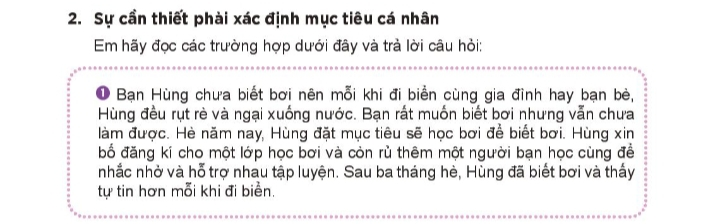 2. Sự cần thiết phải xác định mục tiêu cá nhân
Em hãy đọc các trường hợp dưới đây và trả lời câu hỏi:
❶ Bạn Hùng chưa biết bơi nên mỗi khi đi biển cùng gia đình hay bạn bè,
Hùng đều rụt rè và ngại xuống nước. Bạn rất muốn biết bơi nhưng vẫn chưa
làm được. Hè năm nay, Hùng đặt mục tiêu sẽ học bơi để biết bơi. Hùng xin
bố đăng kí cho một lớp học bơi và còn rủ thêm một người bạn học cùng để
nhắc nhở và hỗ trợ nhau tập luyện. Sau ba tháng hè, Hùng đã biết bơi và thấy
tự tin hơn mỗi khi đi biển.